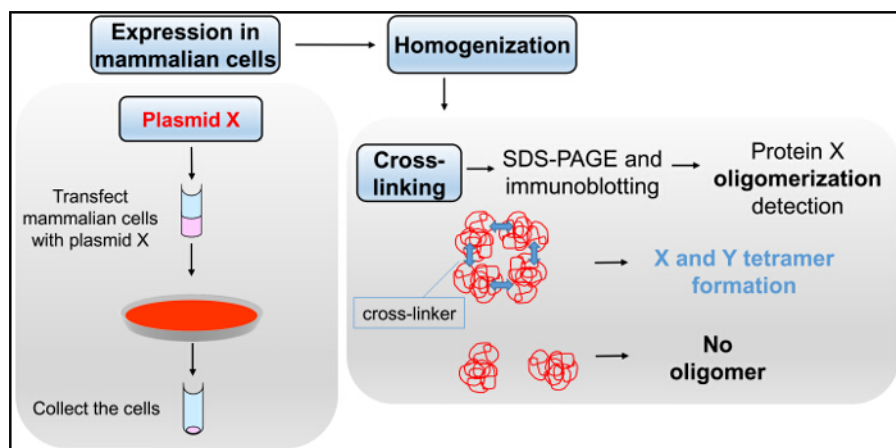 Expression in
mammalian cells
Homogenization
Plasmid X
Transfect
mammalian cells
with plasmid X
Collect the cells
Cross-
linking
SDS-PAGE and
immunoblotting
Protein X
oligomerization
detection
X and Y tetramer
formation
cross-linker
No
oligomer